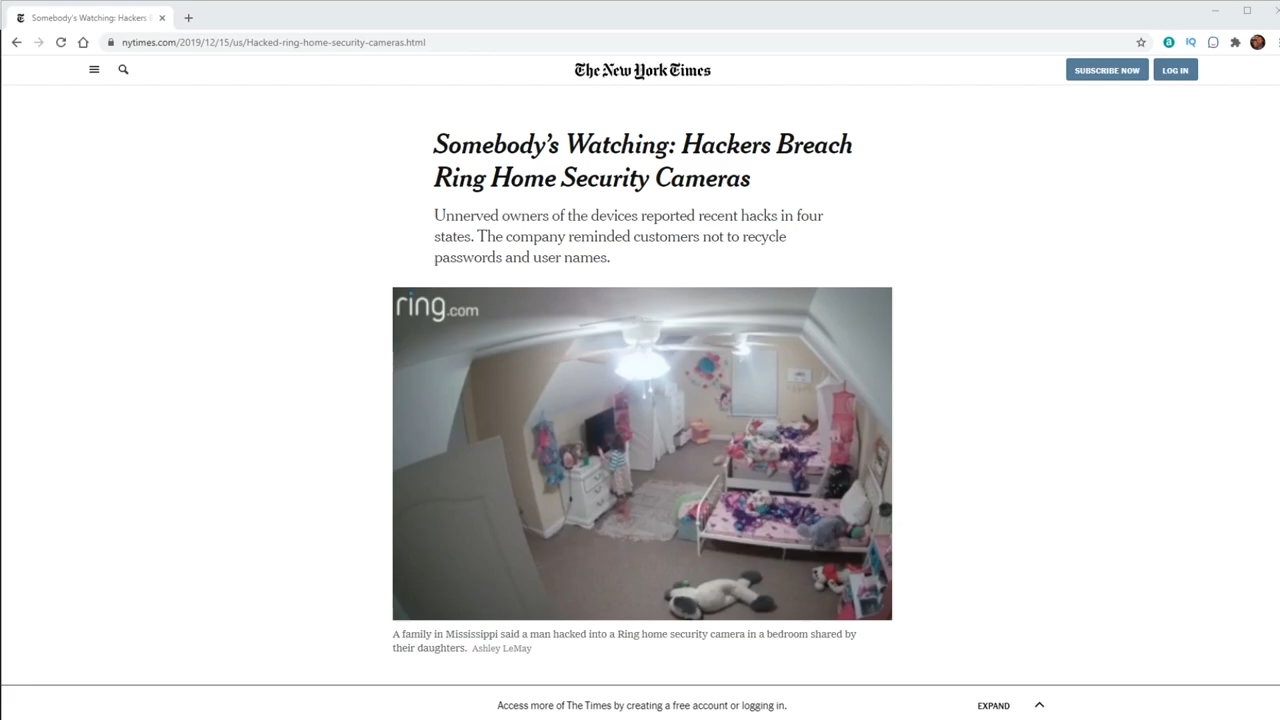 Somebody's Watching: Hackers B
nytimes.com/2019/12/15/us/Hacked-ring-home-security-cameras.html
The New York Times
SUBSCRIBE NOW
LOG IN
Somebody's Watching: Hackers Breach
Ring Home Security Cameras
Unnerved owners of the devices reported recent hacks in four
states. The company reminded customers not to recycle
passwords and user names.
ring.com
A family in Mississippi said a man hacked into a Ring home security camera in a bedroom shared by
their daughters. Ashley LeMay
Access more of The Times by creating a free account or logging in.
EXPAND